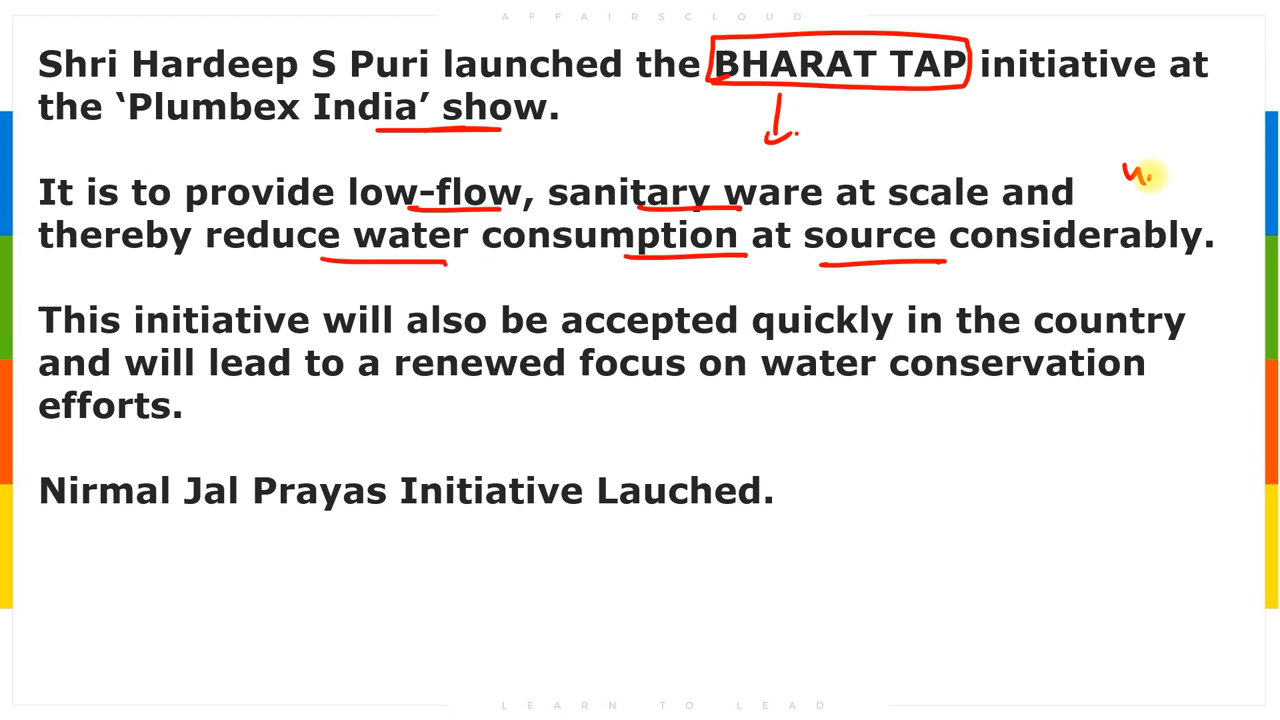 AFFAIRSCLOUD
Shri Hardeep S Puri launched the BHARAT TAP initiative at
the ‘Plumbex India’ show.
It is to provide low-flow, sanitary ware at scale and
thereby reduce water consumption at source considerably.
This initiative will also be accepted quickly in the country
and will lead to a renewed focus on water conservation
efforts.
Nirmal Jal Prayas Initiative Lauched.
LEARN TO LEAD